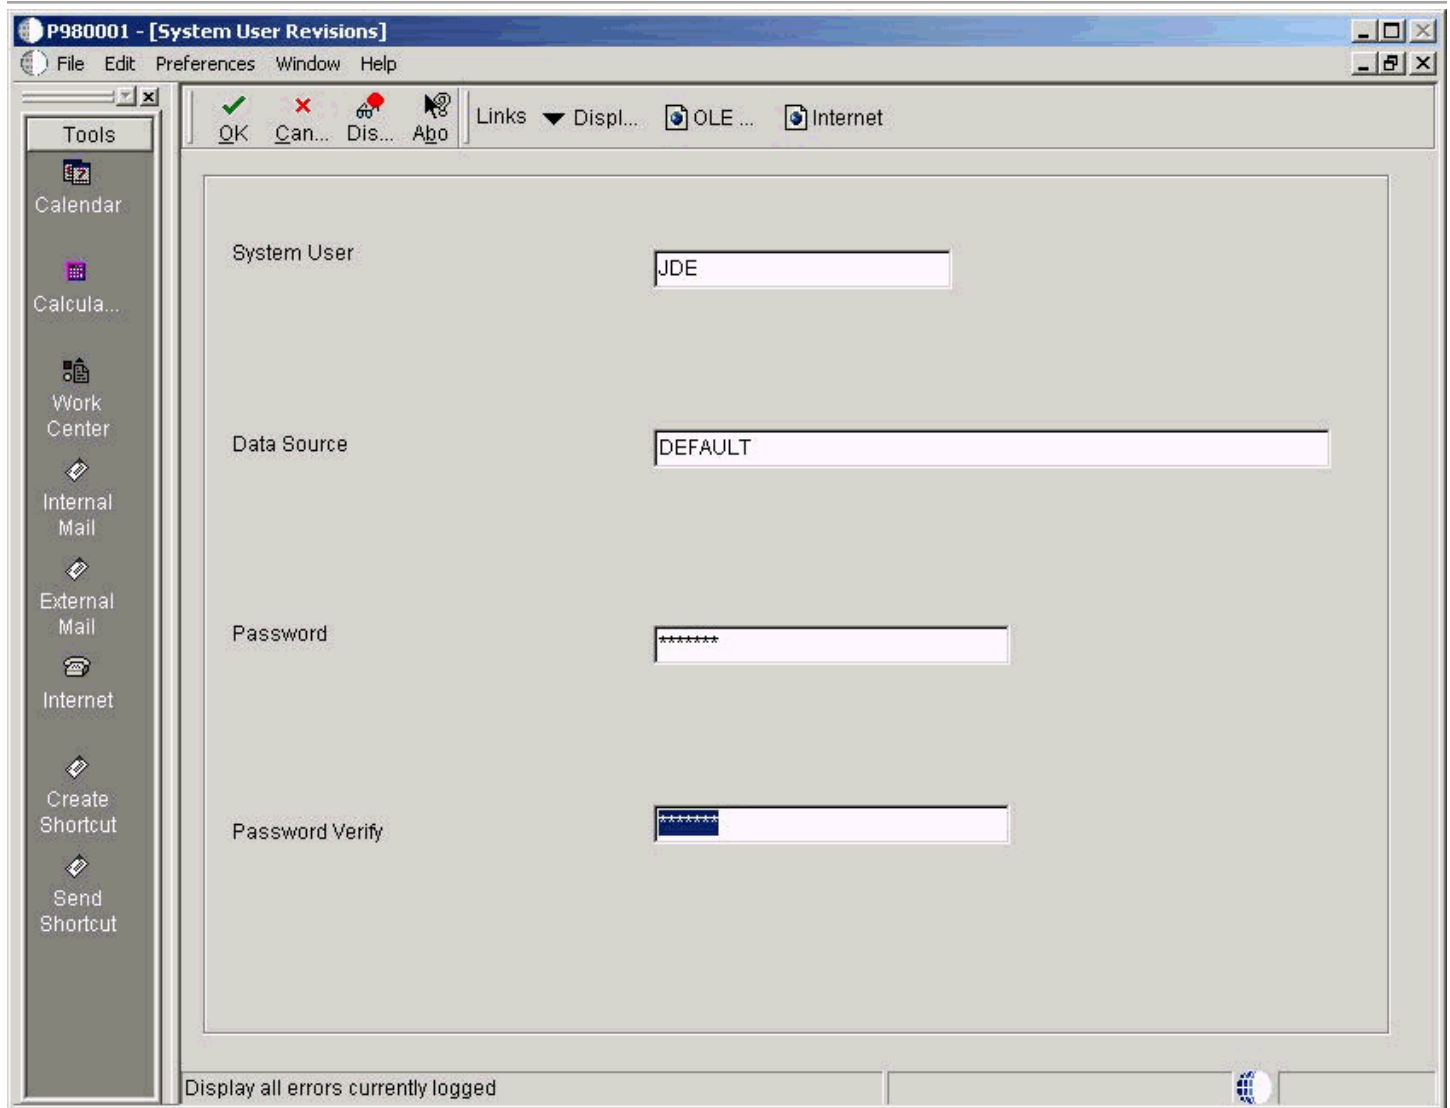 P980001 - [System User Revisions]
File Edit Preferences Window Help
Tools
Calendar
Calcula...
Work
Center
Internal
Mail
External
Mail
Internet
Create
Shortcut
Send
Shortcut
OK Can... Dis... Abo Links Displ... OLE ... Internet
System User JDE
Data Source DEFAULT
Password *******
Password Verify *******
Display all errors currently logged